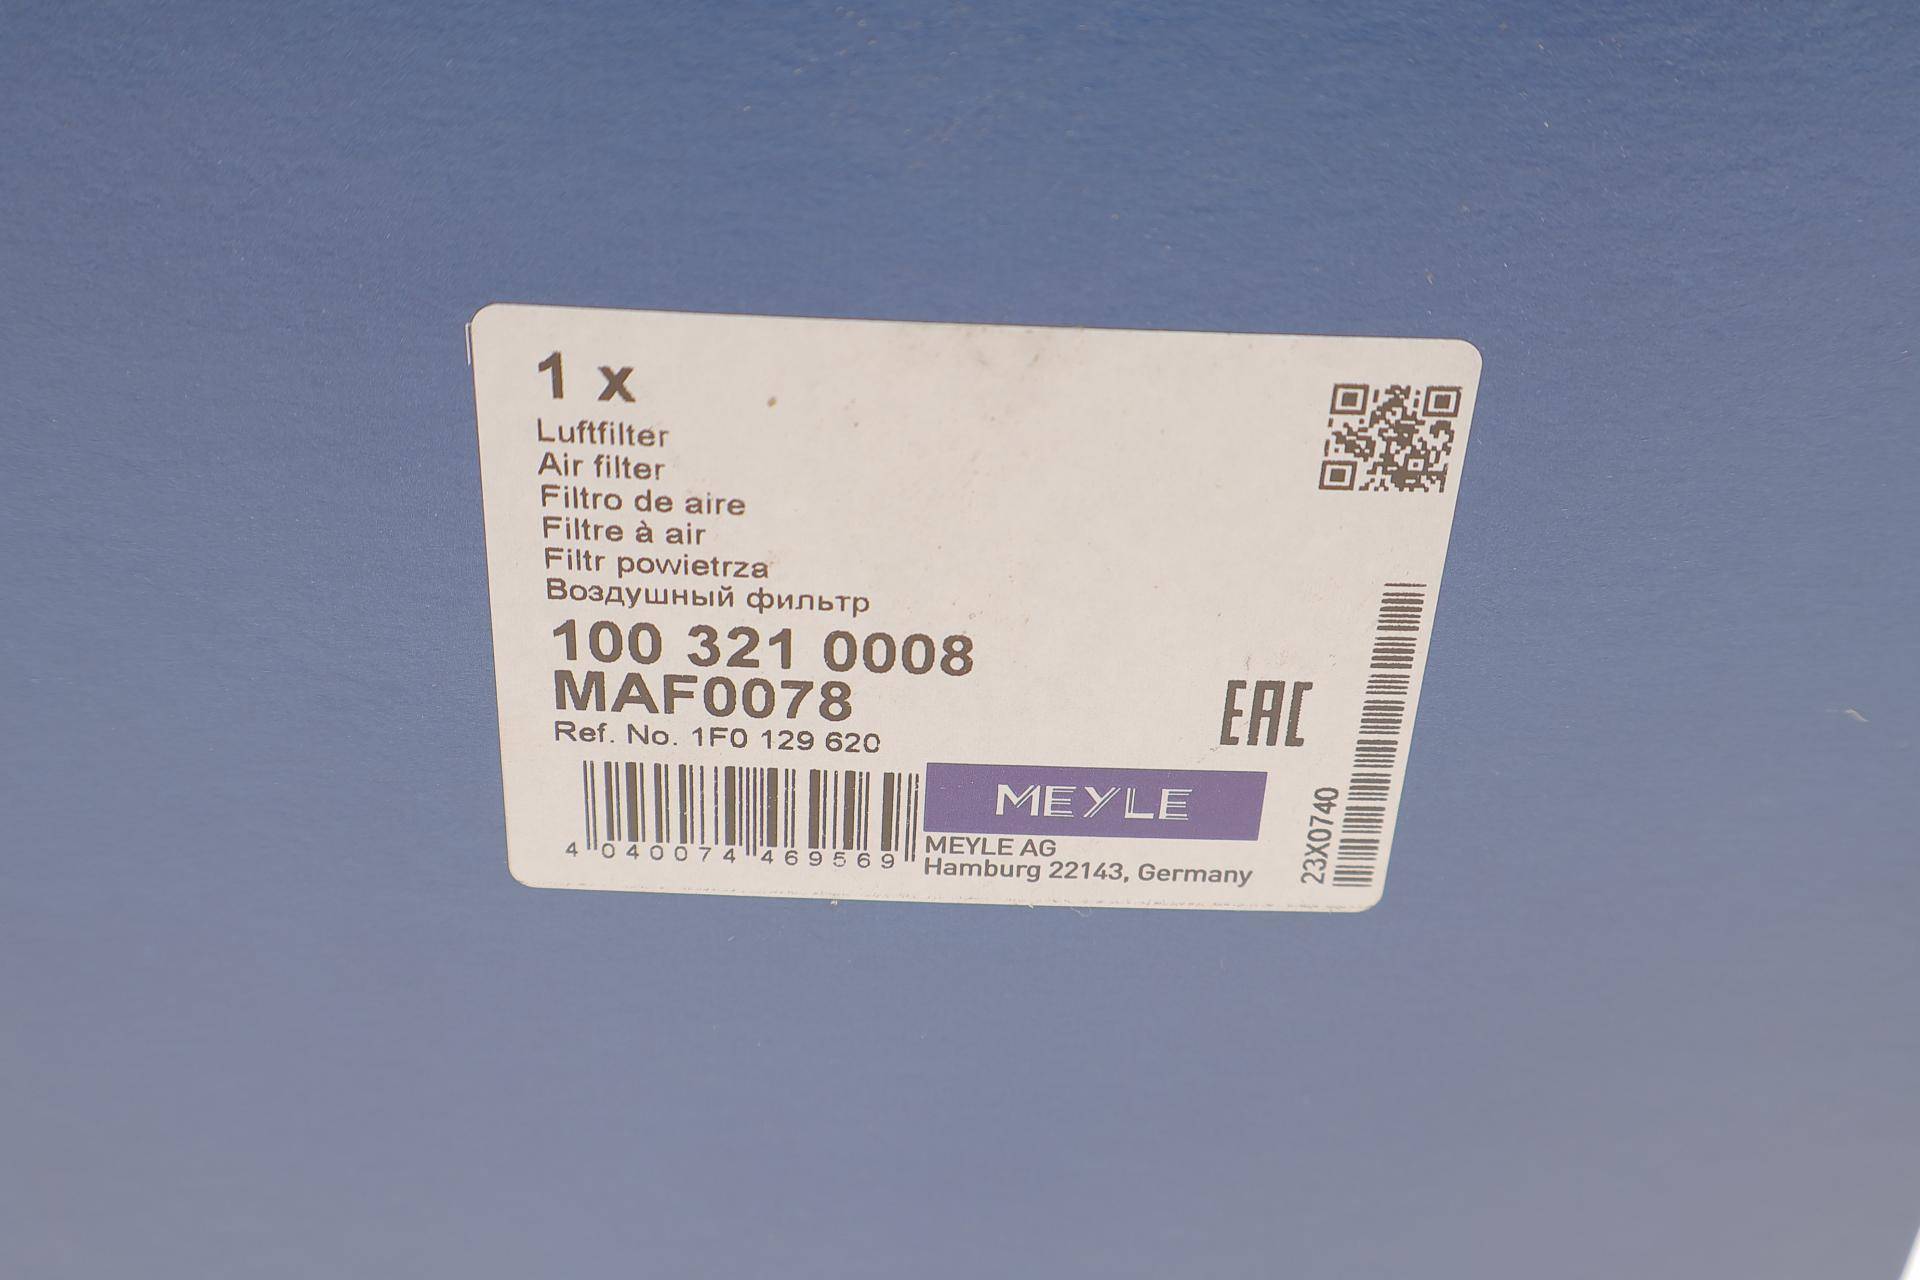 1 x
Luftfilter
Air filter
Filtro de aire
Filtre à air
Filtr powietrza
Воздушный фильтр
100 321 0008
MAF0078
Ref. No. 1F0 129 620
4 040074 469569
EAC
MEYLE
MEYLE AG
Hamburg 22143, Germany
23X0740